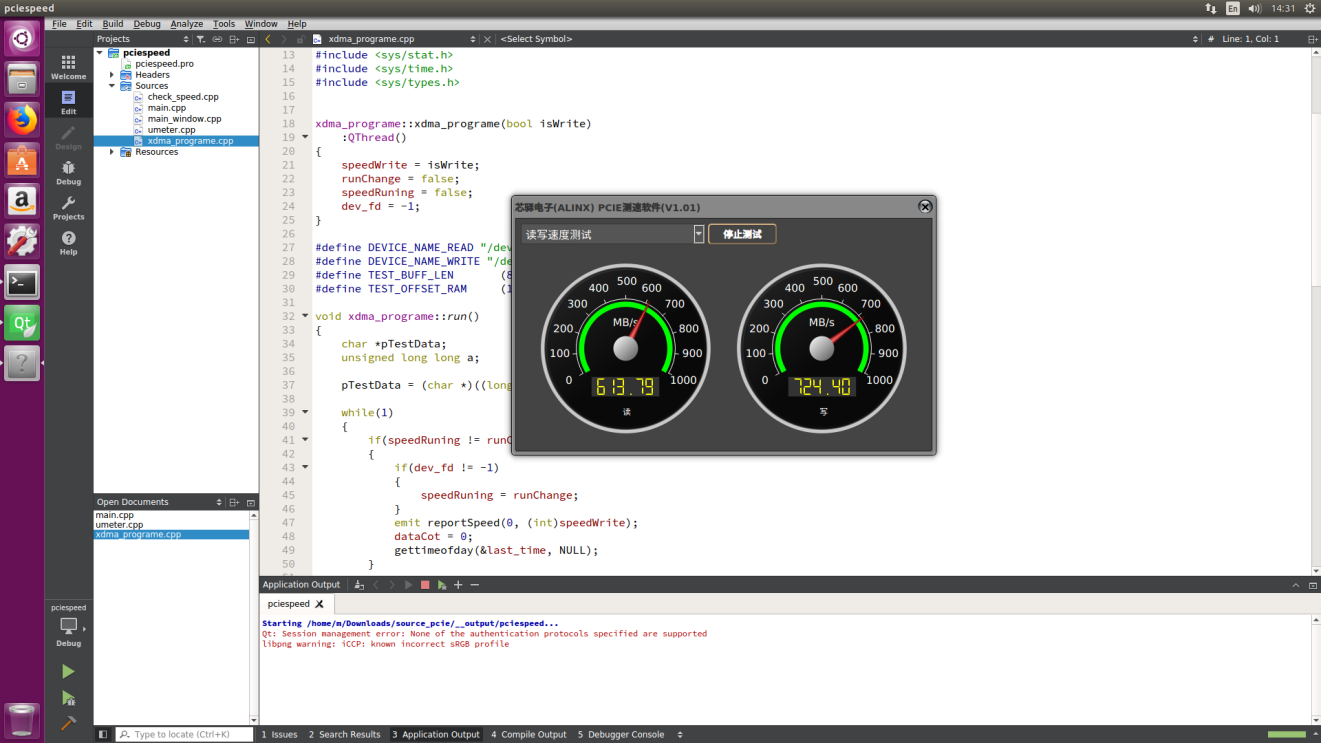 pciespeed
En
14:31
File Edit Build Debug Analyze Tools Window Help
Projects
xdma_programe.cpp
<Select Symbol>
# Line: 1, Col: 1
Welcome
Edit
Design
Debug
Projects
Help
pciespeed
pciespeed.pro
Headers
Sources
check_speed.cpp
main.cpp
main_window.cpp
umeter.cpp
xdma_programe.cpp
Resources
Open Documents
main.cpp
umeter.cpp
xdma_programe.cpp
pciespeed
Debug
13 #include <sys/stat.h>
14 #include <sys/time.h>
15 #include <sys/types.h>
16
17
18 xdma_programe::xdma_programe(bool isWrite)
19 :QThread()
20 {
21 speedWrite = isWrite;
22 runChange = false;
23 speedRuning = false;
24 dev_fd = -1;
25 }
26
27 #define DEVICE_NAME_READ "/dev
28 #define DEVICE_NAME_WRITE "/de
29 #define TEST_BUFF_LEN (8
30 #define TEST_OFFSET_RAM (1
31
32 void xdma_programe::run()
33 {
34 char *pTestData;
35 unsigned long long a;
36
37 pTestData = (char *)((long
38
39 while(1)
40 {
41 if(speedRuning != runC
42 {
43 if(dev_fd != -1)
44 {
45 speedRuning = runChange;
46 }
47 emit reportSpeed(0, (int)speedWrite);
48 dataCot = 0;
49 gettimeofday(&last_time, NULL);
50 }
芯驿电子(ALINX) PCIE测速软件(V1.01)
读写速度测试
停止测试
0 100 200 300 400 500 600 700 800 900 1000
MB/s
613.79
读
0 100 200 300 400 500 600 700 800 900 1000
MB/s
724.40
写
Application Output
pciespeed
Starting /home/m/Downloads/source_pcie/__output/pciespeed...
Qt: Session management error: None of the authentication protocols specified are supported
libpng warning: iCCP: known incorrect sRGB profile
Type to locate (Ctrl+K)
1 Issues 2 Search Results 3 Application Output 4 Compile Output 5 Debugger Console